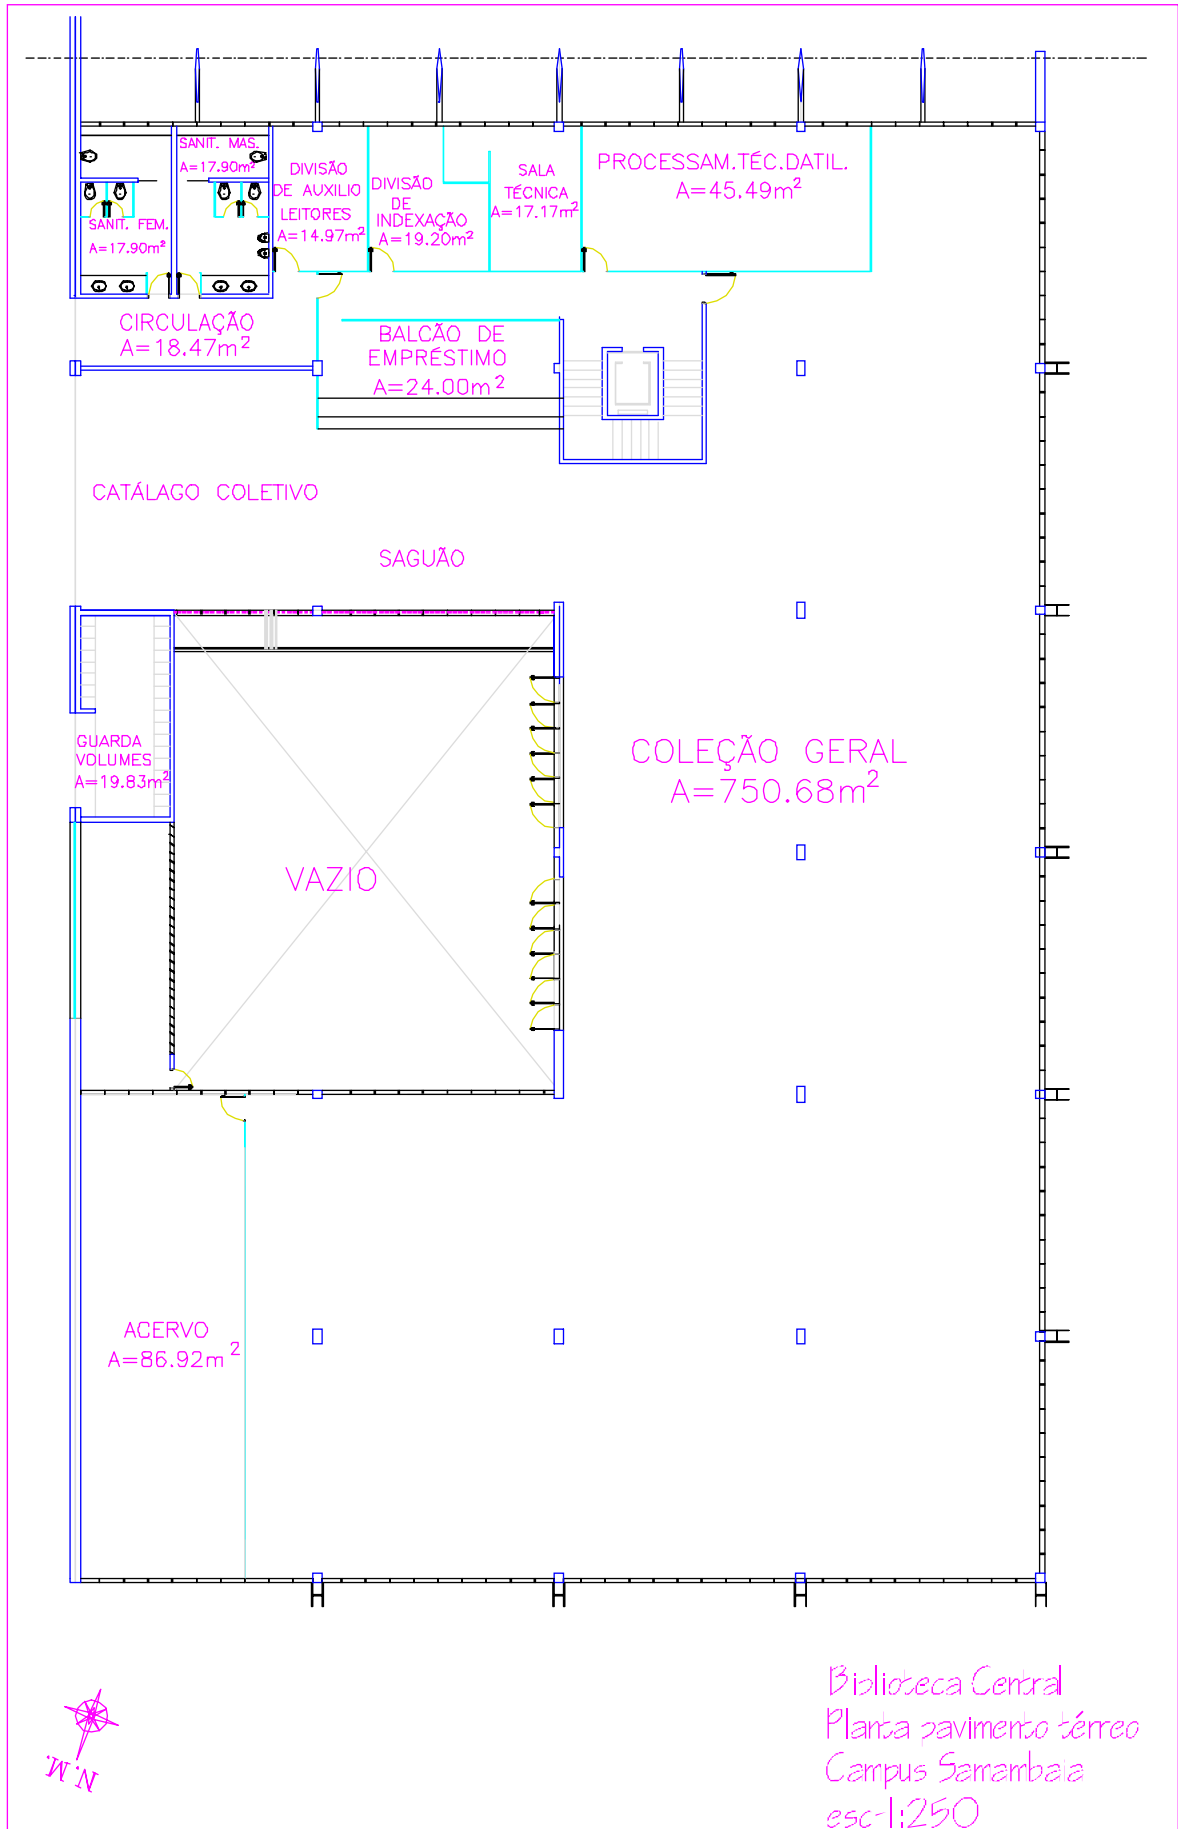 SANIT. MAS.
A=17.90m²
SANIT. FEM.
A=17.90m²
DIVISÃO
DE AUXILIO
LEITORES
A=14.97m²
DIVISÃO
DE
INDEXAÇÃO
A=19.20m²
SALA
TÉCNICA
A=17.17m²
PROCESSAM.TÉC.DATIL.
A=45.49m²
CIRCULAÇÃO
A=18.47m²
BALCÃO DE
EMPRÉSTIMO
A=24.00m²
CATÁLAGO COLETIVO
SAGUÃO
GUARDA
VOLUMES
A=19.83m²
COLEÇÃO GERAL
A=750.68m²
VAZIO
ACERVO
A=86.92m²
N.M.
Biblioteca Central
Planta pavimento térreo
Campus Samambaia
esc-1:250